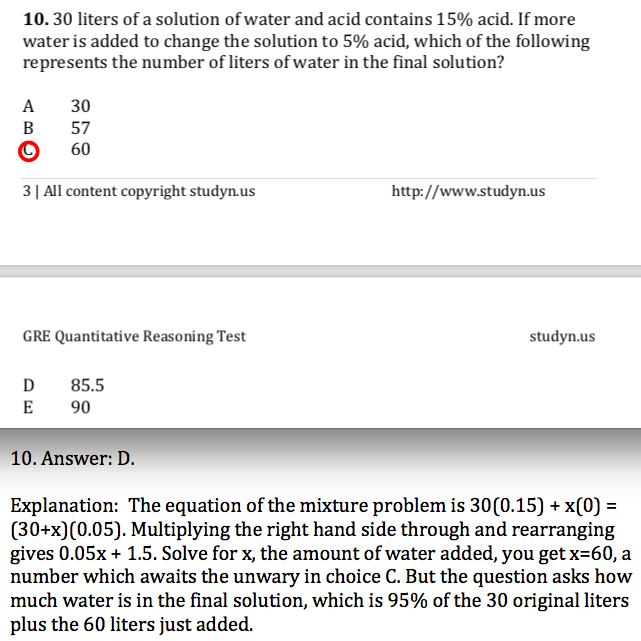 10. 30 liters of a solution of water and acid contains 15% acid. If more
water is added to change the solution to 5% acid, which of the following
represents the number of liters of water in the final solution?
A 30
B 57
C 60
3 | All content copyright studyn.us http://www.studyn.us
GRE Quantitative Reasoning Test studyn.us
D 85.5
E 90
10. Answer: D.
Explanation: The equation of the mixture problem is 30(0.15) + x(0) =
(30+x)(0.05). Multiplying the right hand side through and rearranging
gives 0.05x + 1.5. Solve for x, the amount of water added, you get x=60, a
number which awaits the unwary in choice C. But the question asks how
much water is in the final solution, which is 95% of the 30 original liters
plus the 60 liters just added.